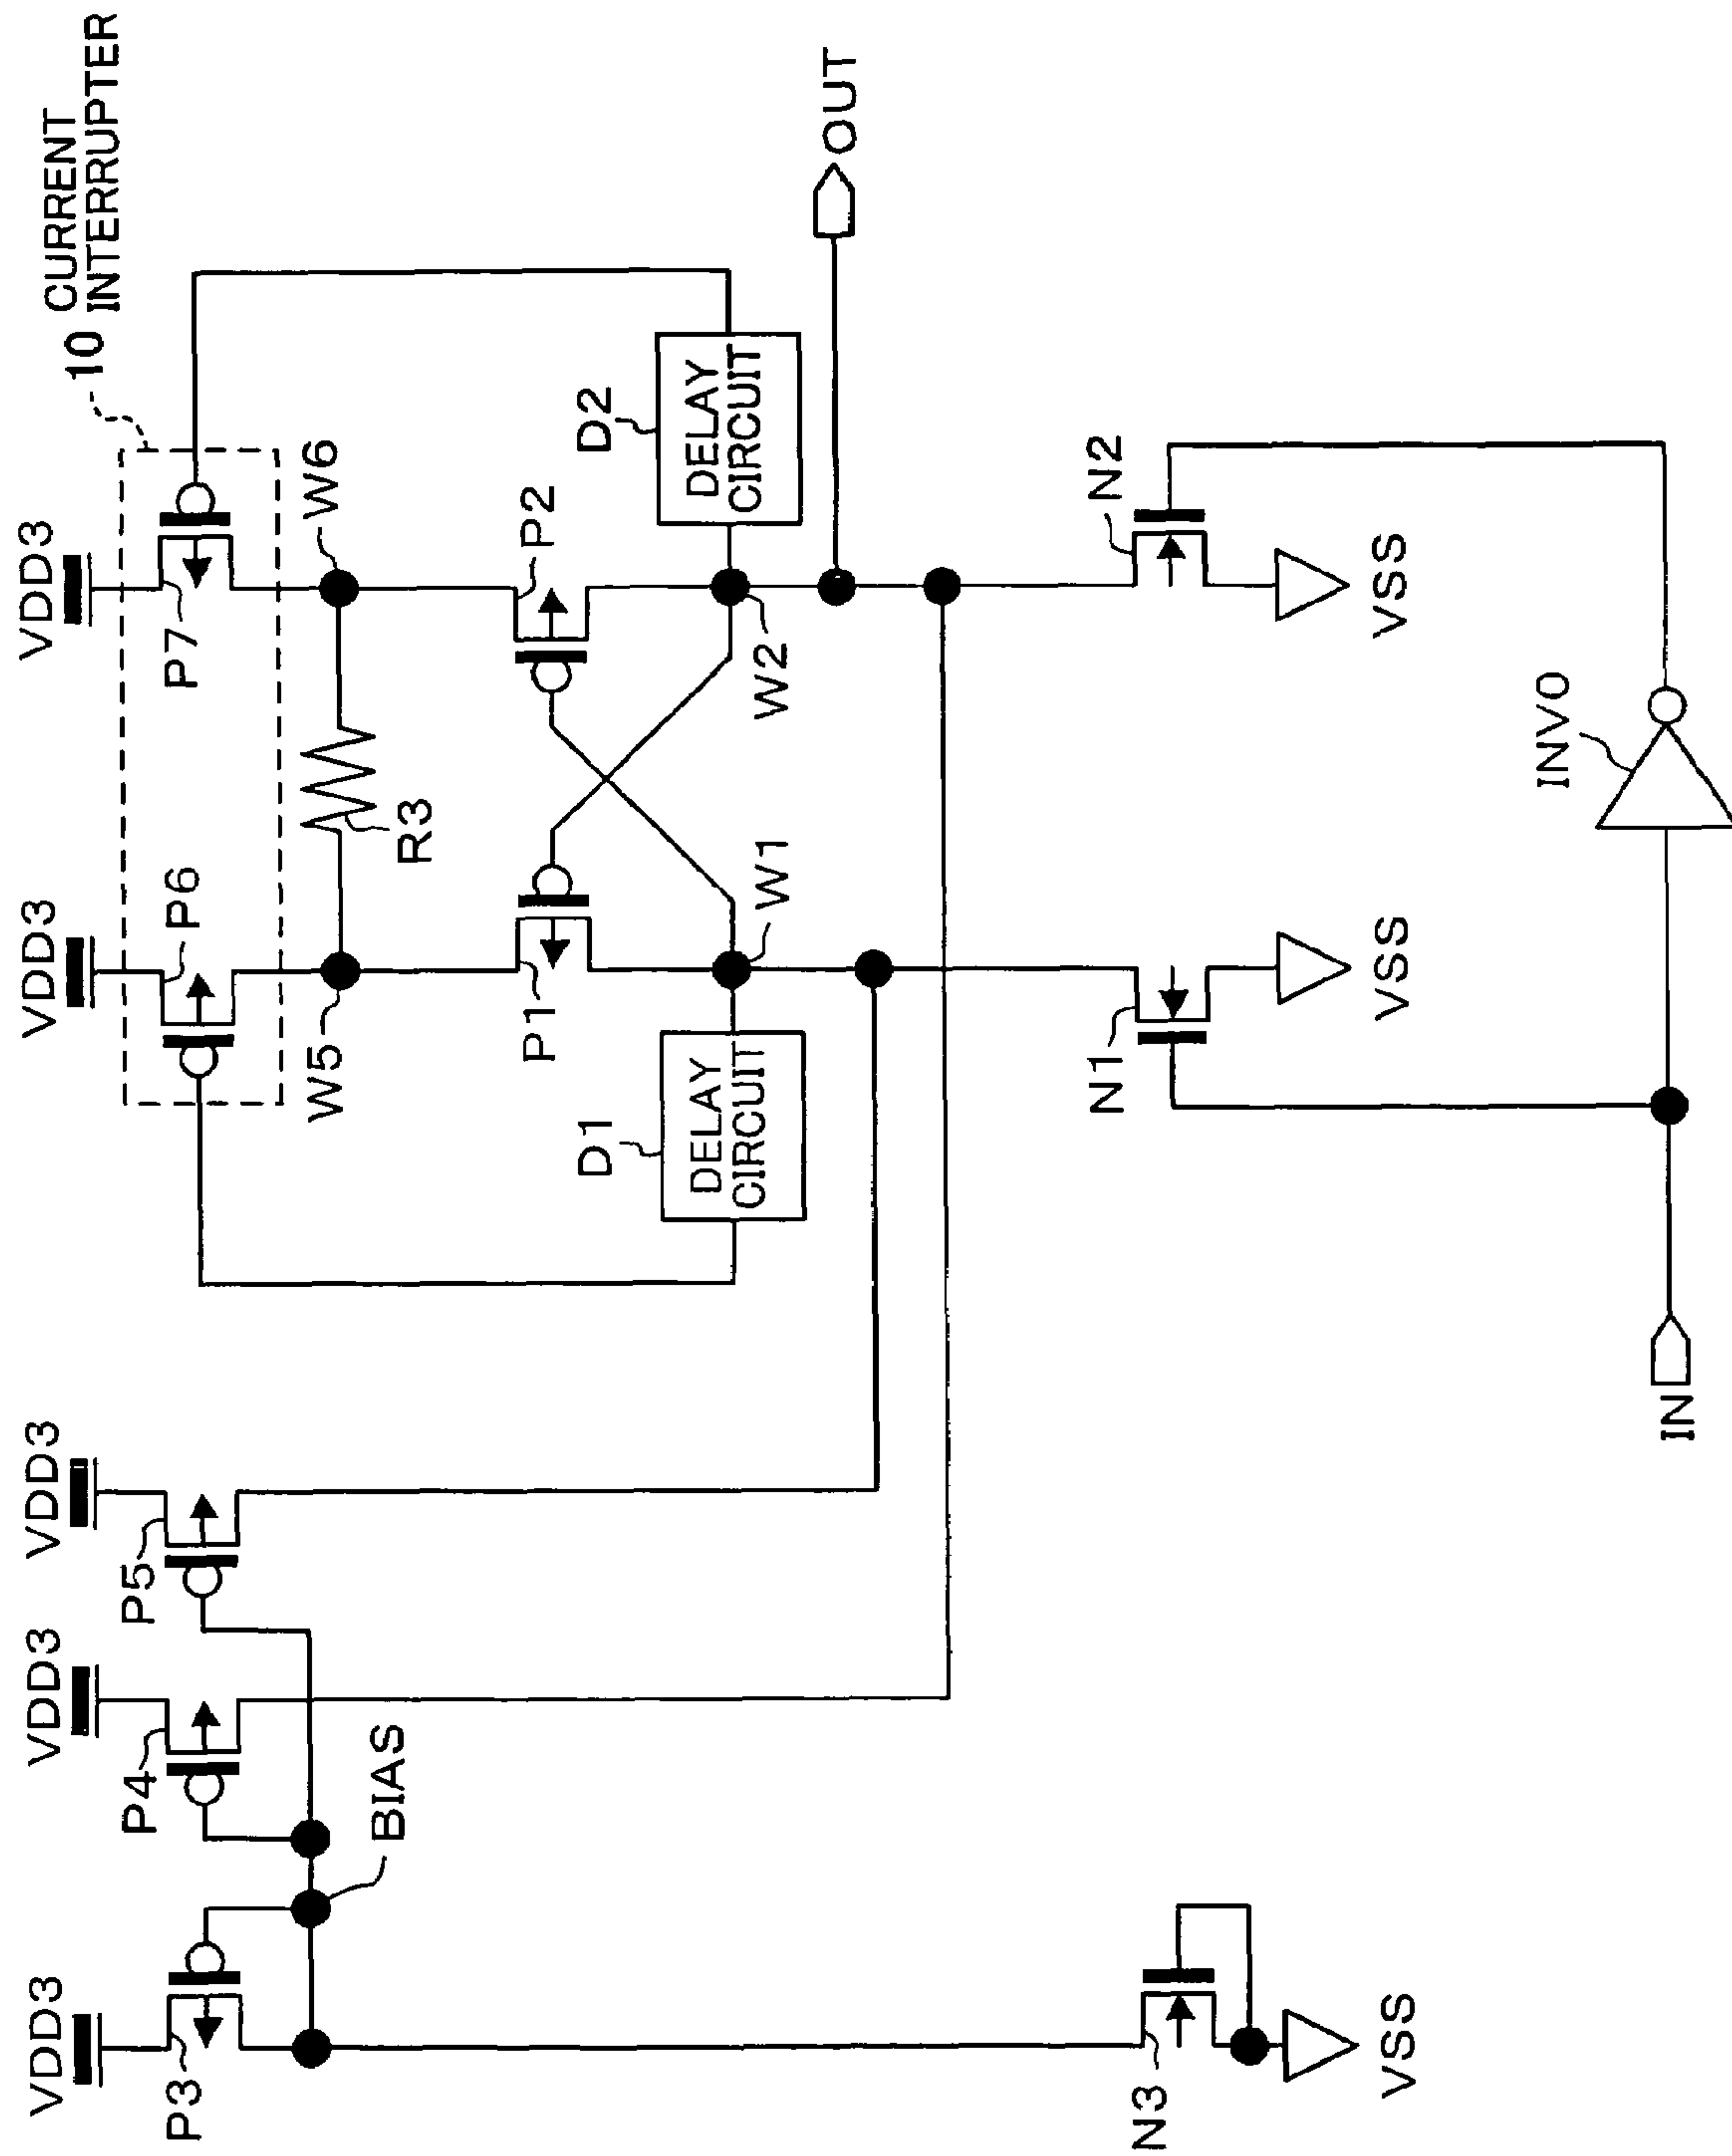 10 CURRENT
INTERRUPTER
VDD3
VDD3
VDD3
VDD3
VDD3
P3
P4
P5
P6
P7
BIAS
W5
R3
W6
P1
P2
D1
DELAY
CIRCUIT
D2
DELAY
CIRCUIT
W1
W2
OUT
N3
N1
N2
VSS
VSS
VSS
INV0
IN